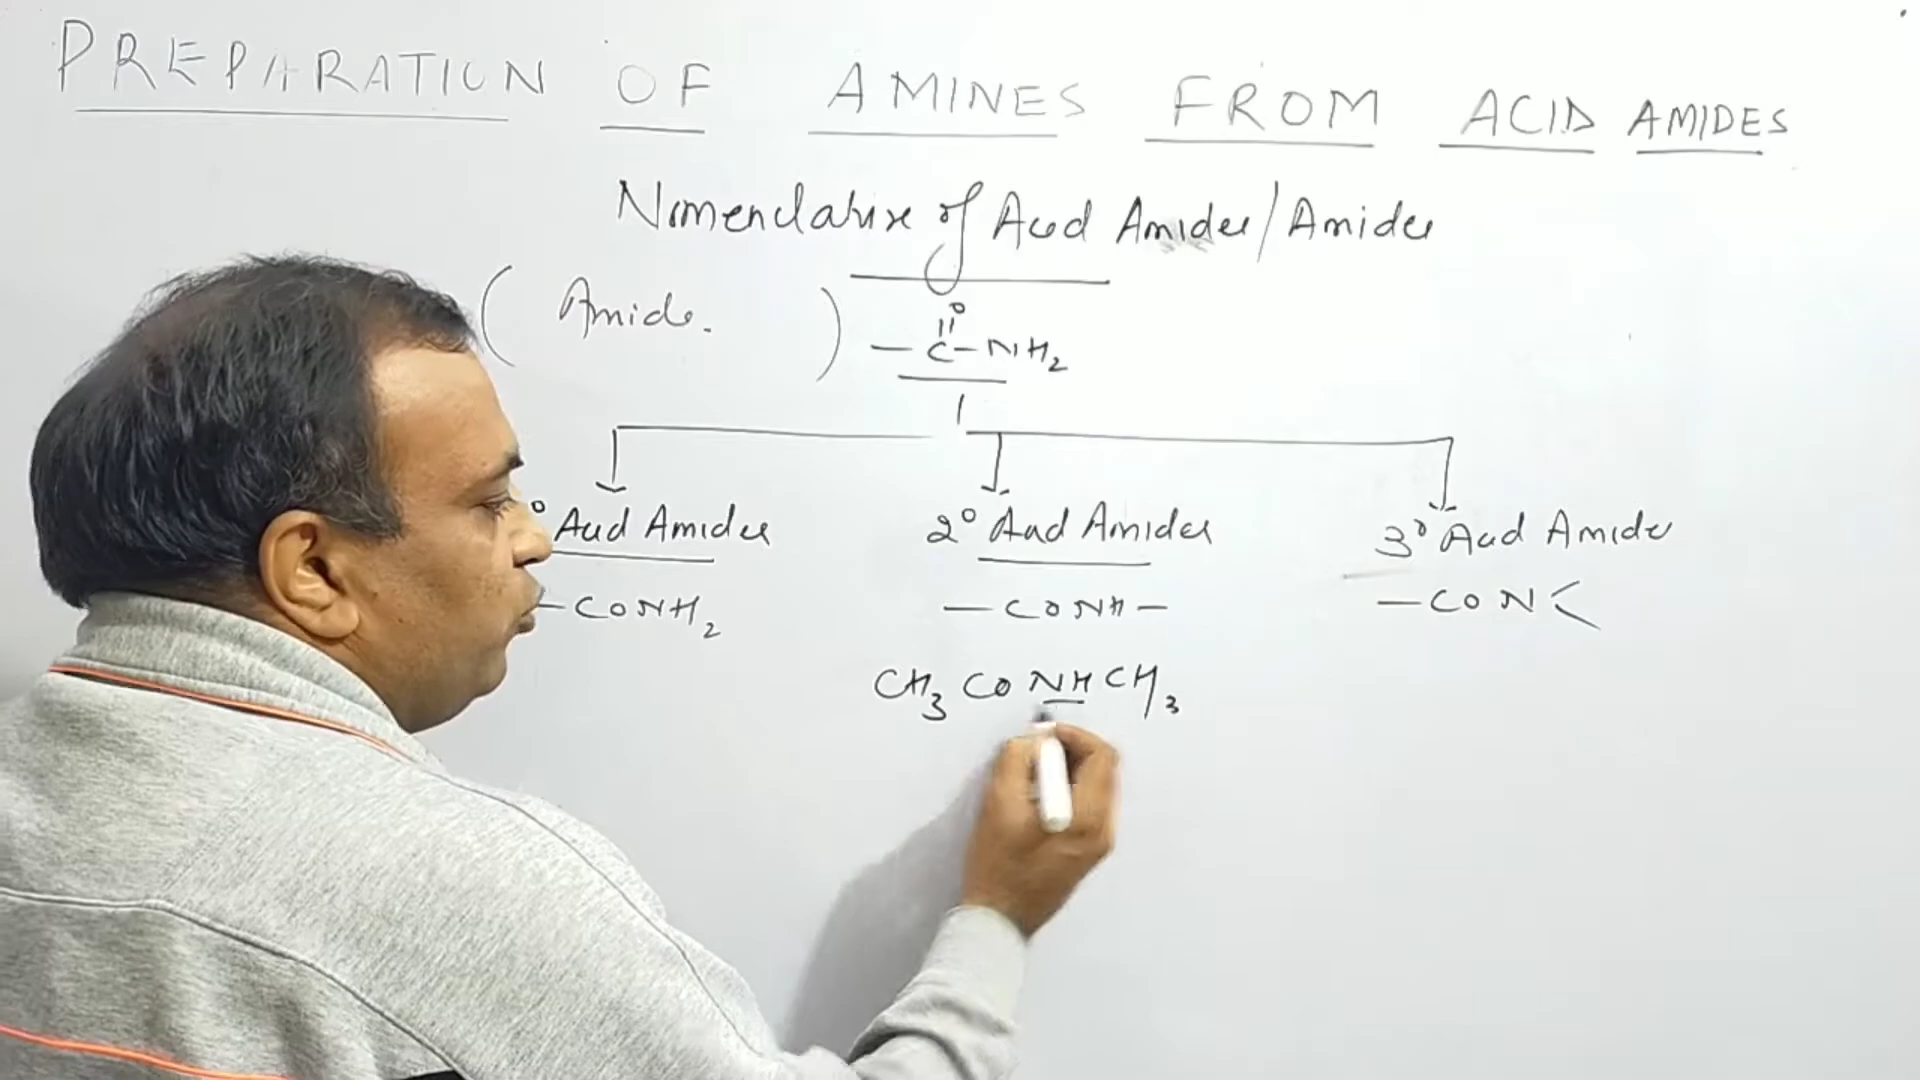 PREPARATION OF AMINES FROM ACID AMIDES
Nomenclature of Acid Amides/Amides
(Amide.)
O
||
—C—NH2
° Acid Amides 2° Acid Amides 3° Acid Amide
—CONH2 —CONH— —CON<
CH3CONHCH3